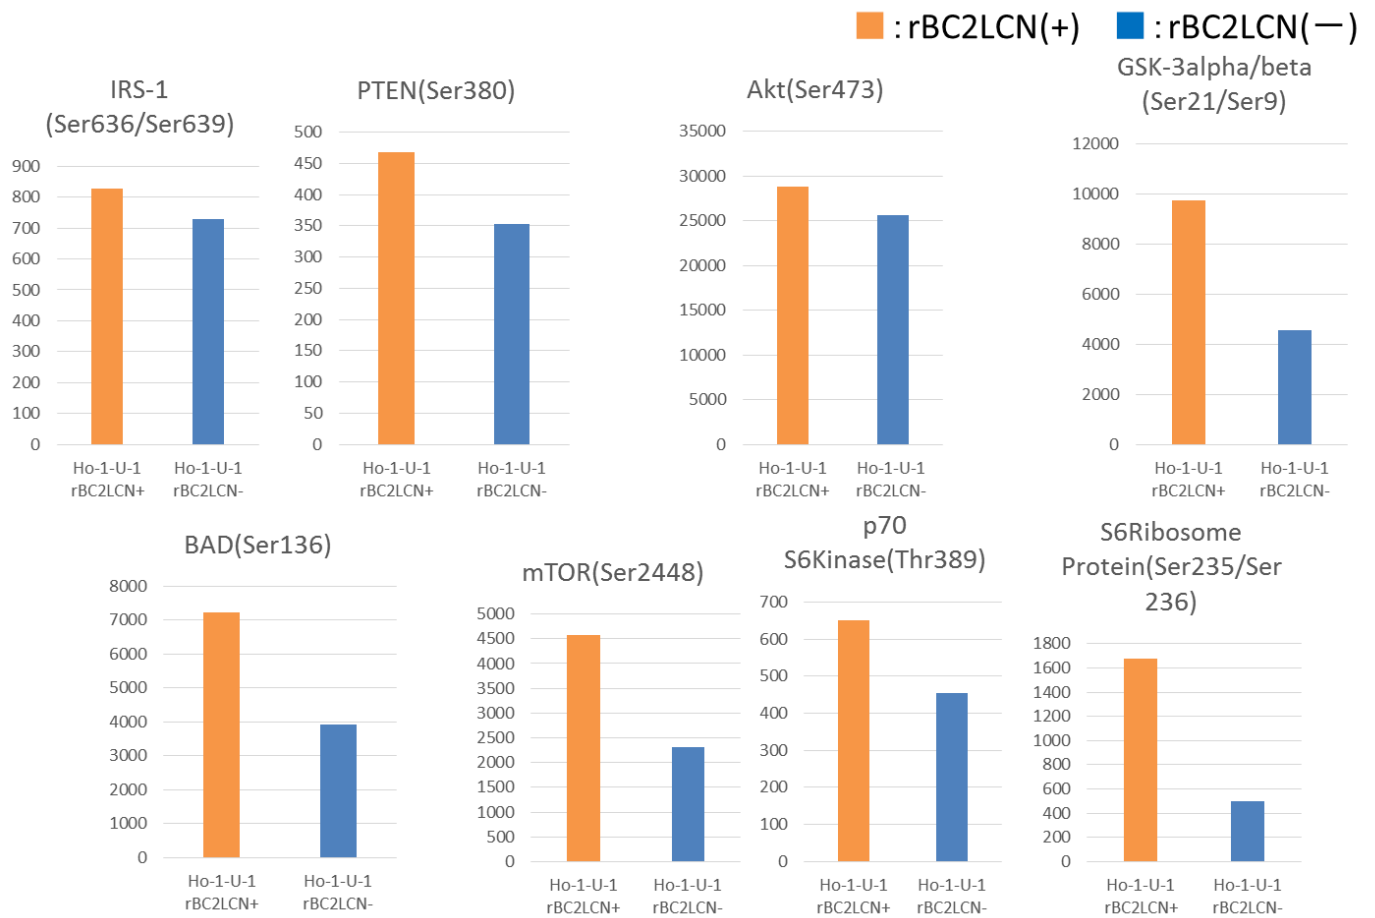 : rBC2LCN(+)
: rBC2LCN(ー)
IRS-1
(Ser636/Ser639)
900
800
700
600
500
400
300
200
100
0
Ho-1-U-1
rBC2LCN+
Ho-1-U-1
rBC2LCN-
PTEN(Ser380)
500
450
400
350
300
250
200
150
100
50
0
Ho-1-U-1
rBC2LCN+
Ho-1-U-1
rBC2LCN-
Akt(Ser473)
35000
30000
25000
20000
15000
10000
5000
0
Ho-1-U-1
rBC2LCN+
Ho-1-U-1
rBC2LCN-
GSK-3alpha/beta
(Ser21/Ser9)
12000
10000
8000
6000
4000
2000
0
Ho-1-U-1
rBC2LCN+
Ho-1-U-1
rBC2LCN-
BAD(Ser136)
8000
7000
6000
5000
4000
3000
2000
1000
0
Ho-1-U-1
rBC2LCN+
Ho-1-U-1
rBC2LCN-
mTOR(Ser2448)
5000
4500
4000
3500
3000
2500
2000
1500
1000
500
0
Ho-1-U-1
rBC2LCN+
Ho-1-U-1
rBC2LCN-
p70
S6Kinase(Thr389)
700
600
500
400
300
200
100
0
Ho-1-U-1
rBC2LCN+
Ho-1-U-1
rBC2LCN-
S6Ribosome
Protein(Ser235/Ser
236)
1800
1600
1400
1200
1000
800
600
400
200
0
Ho-1-U-1
rBC2LCN+
Ho-1-U-1
rBC2LCN-